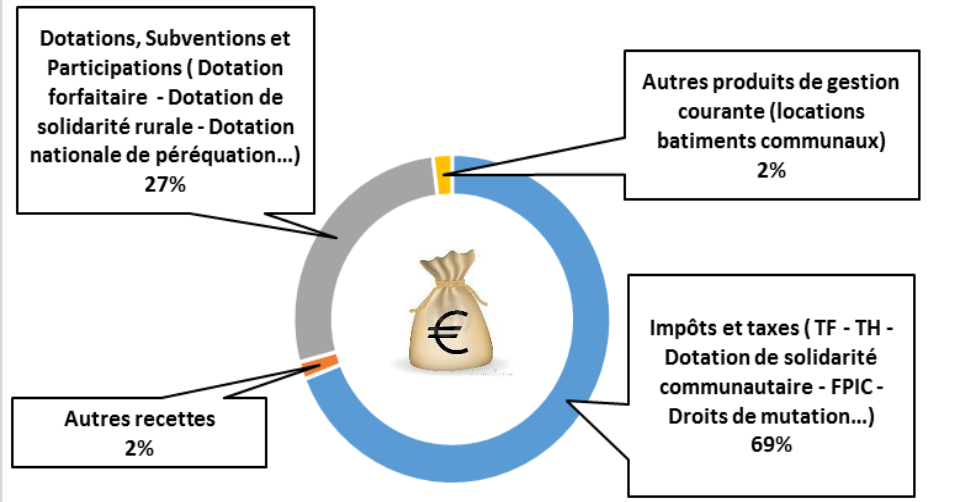 Dotations, Subventions et
Participations ( Dotation
forfaitaire - Dotation de
solidarité rurale - Dotation
nationale de péréquation...)
27%
Autres produits de gestion
courante (locations
batiments communaux)
2%
Impôts et taxes ( TF - TH -
Dotation de solidarité
communautaire - FPIC -
Droits de mutation...)
69%
Autres recettes
2%
€